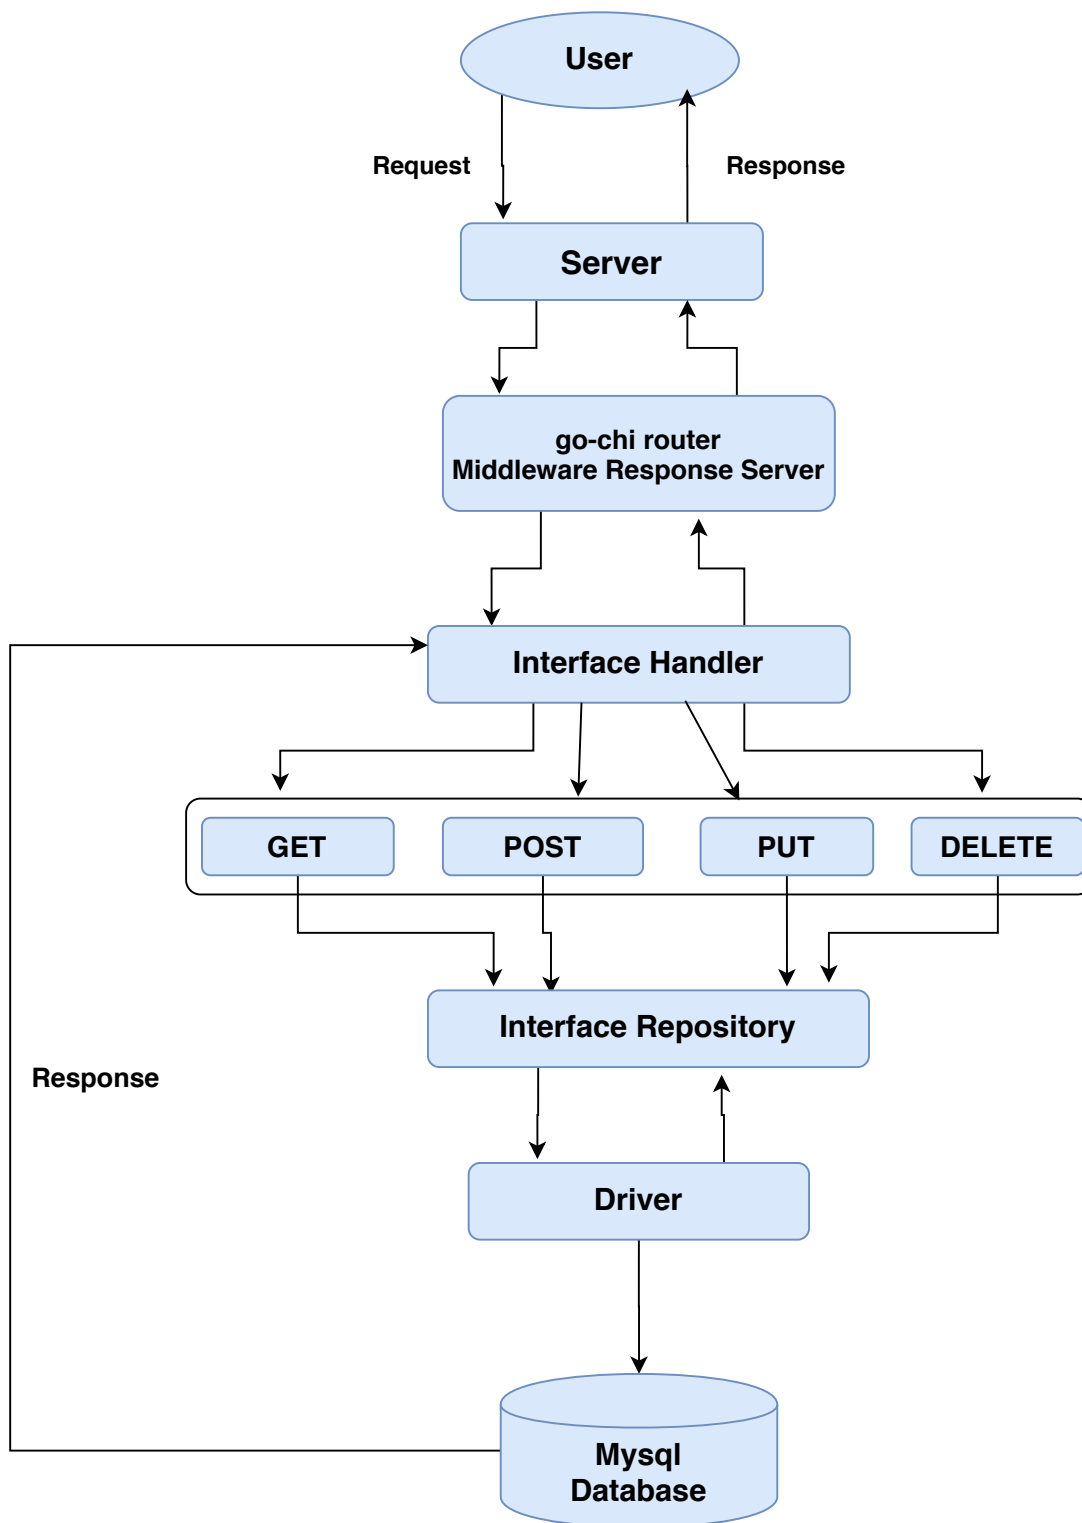 User
Request
Response
Server
go-chi router
Middleware Response Server
Interface Handler
GET
POST
PUT
DELETE
Interface Repository
Response
Driver
Mysql
Database